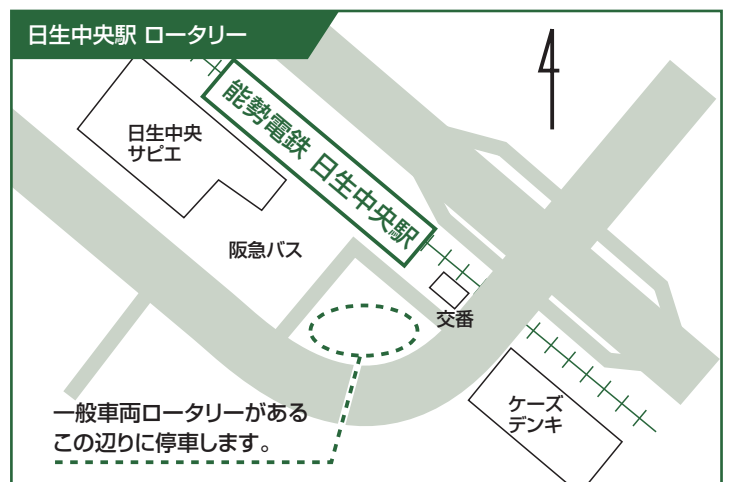 日生中央駅 ロータリー
能勢電鉄 日生中央駅
日生中央
サピエ
阪急バス
交番
ケーズ
デンキ
一般車両ロータリーがある
この辺りに停車します。